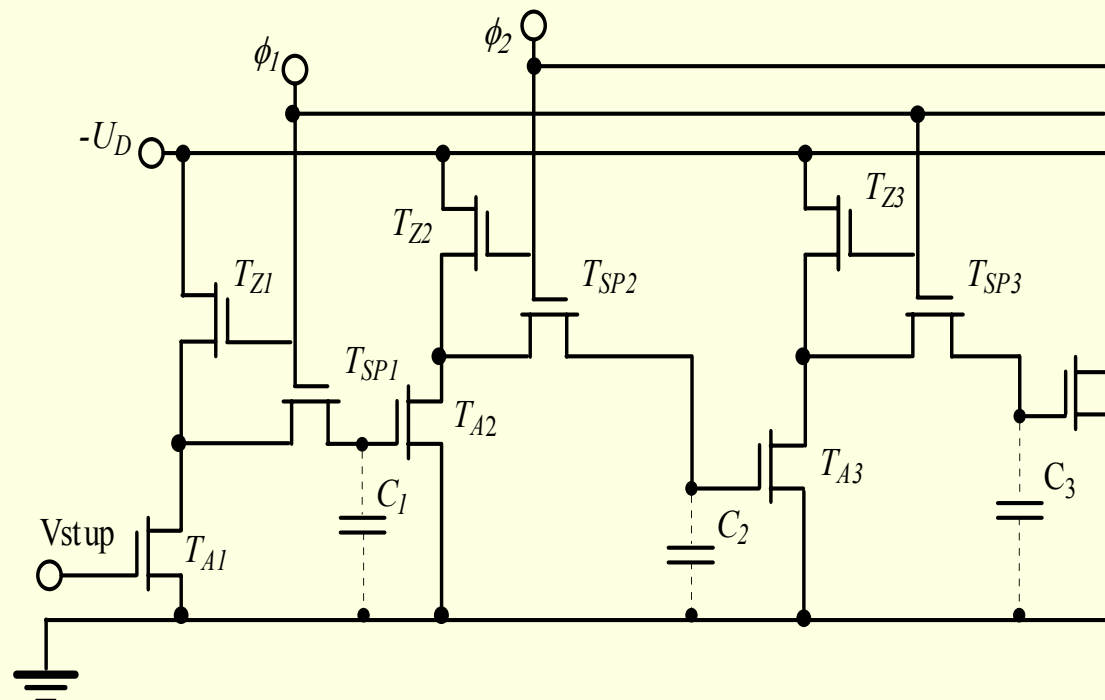 ϕ1
ϕ2
-UD
TZ1
TZ2
TZ3
TSP1
TSP2
TSP3
TA1
TA2
TA3
C1
C2
C3
Vstup